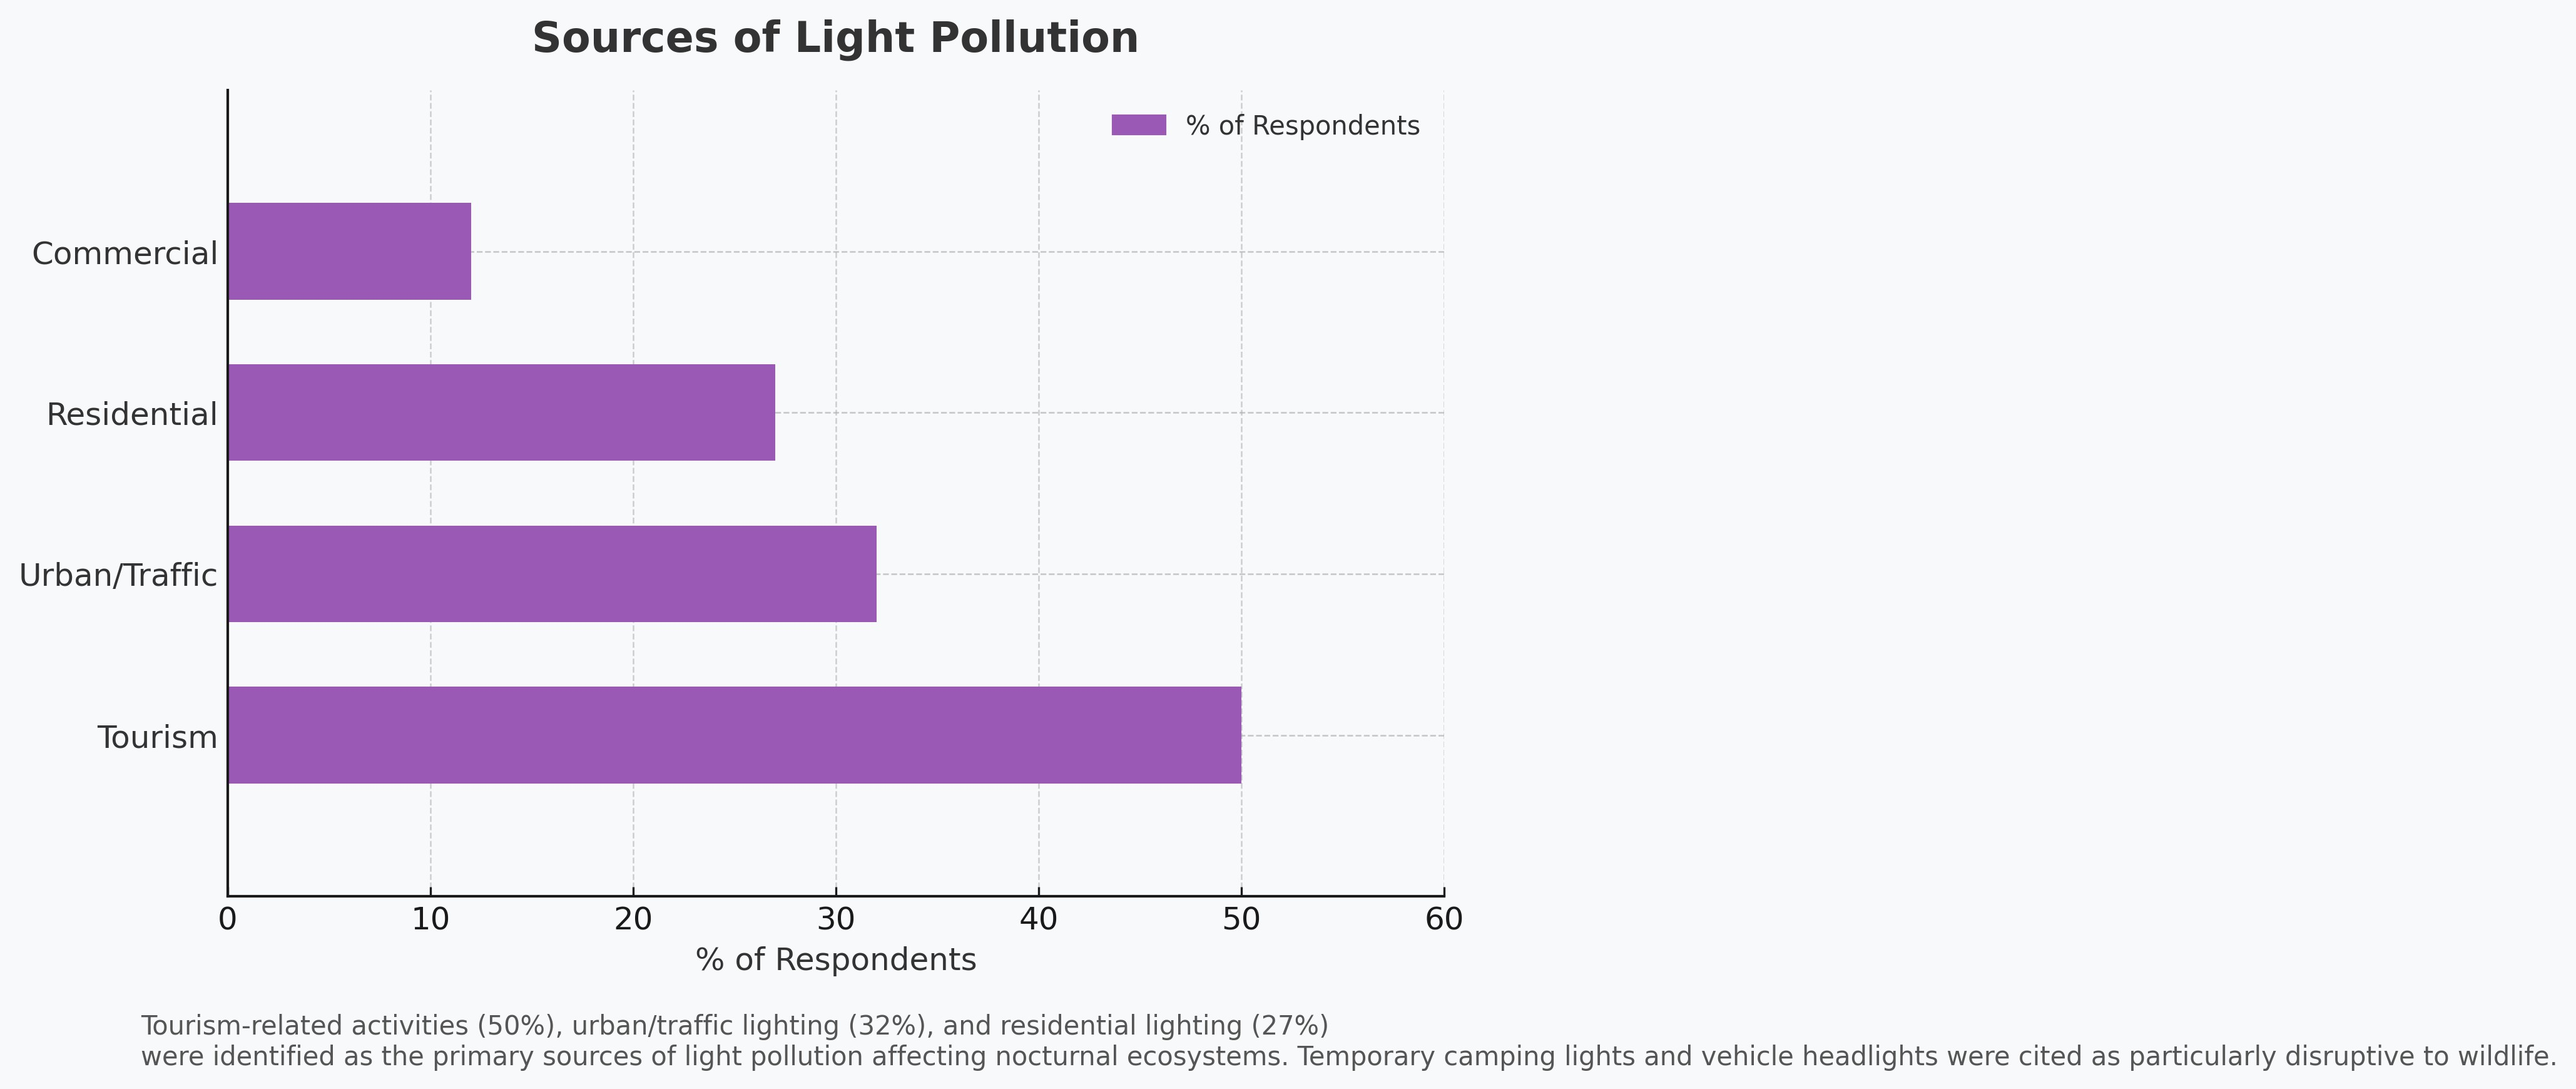 Sources of Light Pollution
% of Respondents
Commercial
Residential
Urban/Traffic
Tourism
0 10 20 30 40 50 60
% of Respondents
Tourism-related activities (50%), urban/traffic lighting (32%), and residential lighting (27%)
were identified as the primary sources of light pollution affecting nocturnal ecosystems. Temporary camping lights and vehicle headlights were cited as particularly disruptive to wildlife.